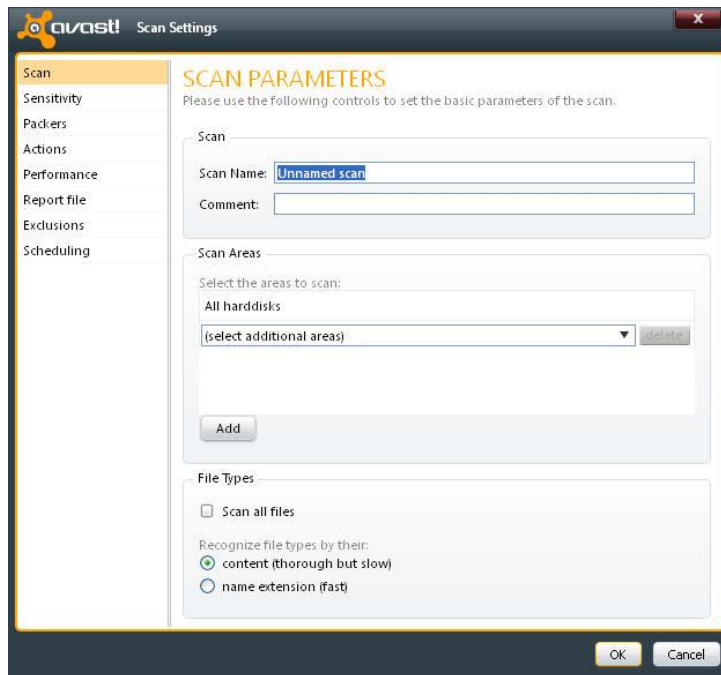 avast! Scan Settings
x
Scan
Sensitivity
Packers
Actions
Performance
Report file
Exclusions
Scheduling
SCAN PARAMETERS
Please use the following controls to set the basic parameters of the scan.
Scan
Scan Name: Unnamed scan
Comment:
Scan Areas
Select the areas to scan:
All harddisks
(select additional areas) delete
Add
File Types
Scan all files
Recognize file types by their:
content (thorough but slow)
name extension (fast)
OK Cancel